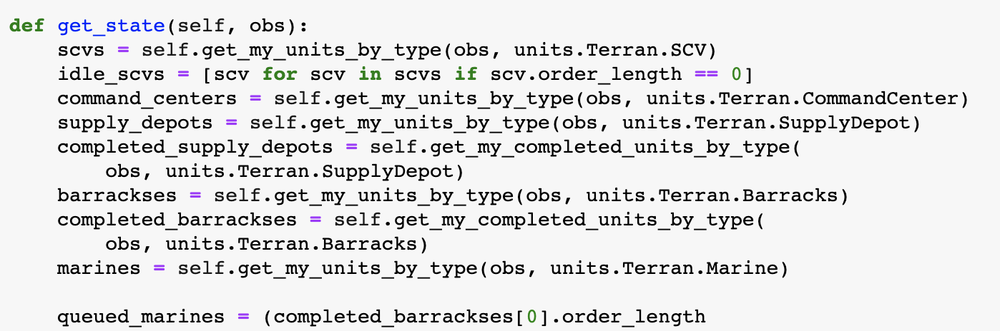 def get_state(self, obs):
    scvs = self.get_my_units_by_type(obs, units.Terran.SCV)
    idle_scvs = [scv for scv in scvs if scv.order_length == 0]
    command_centers = self.get_my_units_by_type(obs, units.Terran.CommandCenter)
    supply_depots = self.get_my_units_by_type(obs, units.Terran.SupplyDepot)
    completed_supply_depots = self.get_my_completed_units_by_type(
        obs, units.Terran.SupplyDepot)
    barrackses = self.get_my_units_by_type(obs, units.Terran.Barracks)
    completed_barrackses = self.get_my_completed_units_by_type(
        obs, units.Terran.Barracks)
    marines = self.get_my_units_by_type(obs, units.Terran.Marine)

    queued_marines = (completed_barrackses[0].order_length